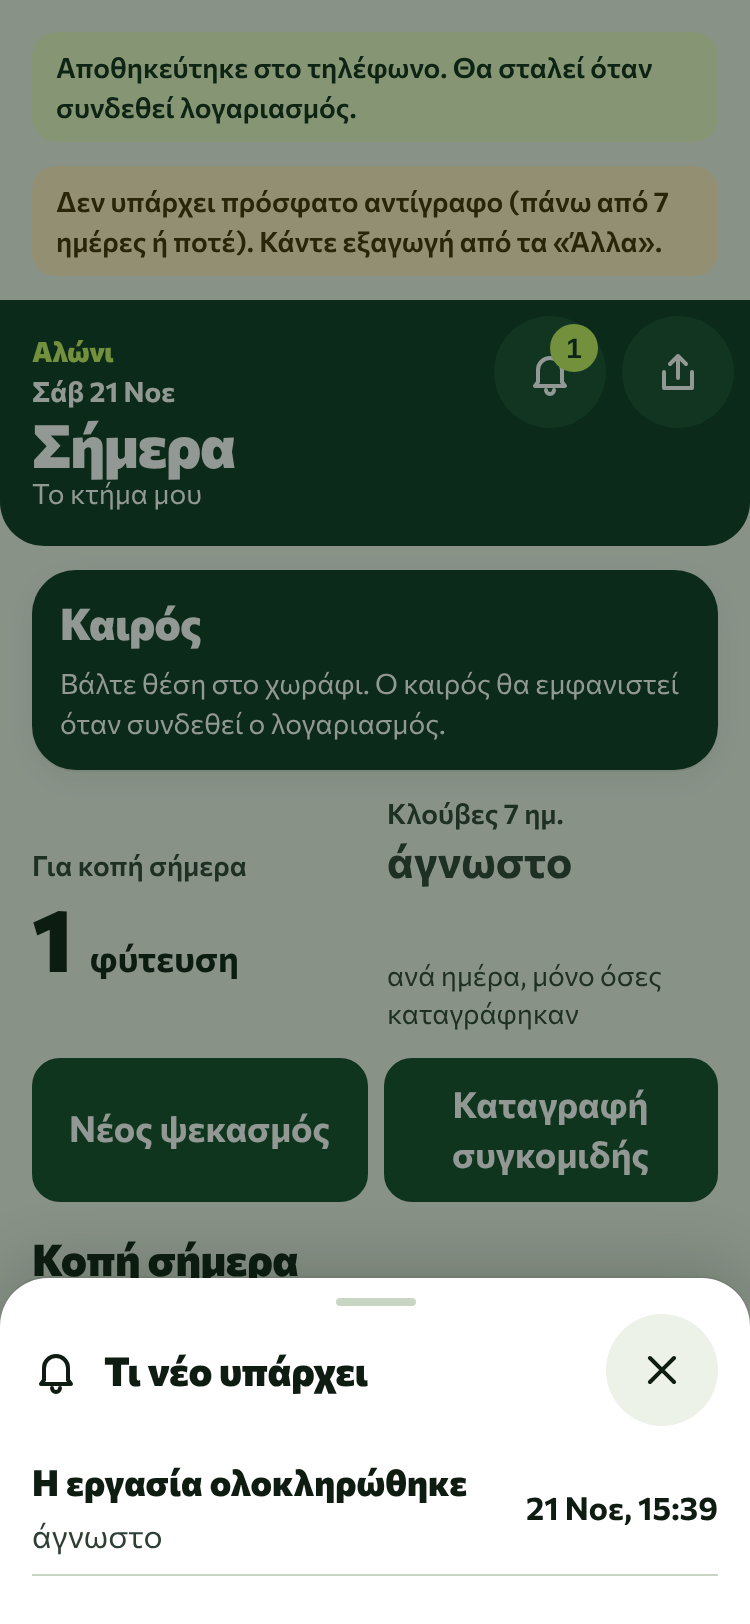 Αποθηκεύτηκε στο τηλέφωνο. Θα σταλεί όταν
συνδεθεί λογαριασμός.
Δεν υπάρχει πρόσφατο αντίγραφο (πάνω από 7
ημέρες ή ποτέ). Κάντε εξαγωγή από τα «Άλλα».
Αλώνι
Σάβ 21 Νοε
Σήμερα
Το κτήμα μου
1
Καιρός
Βάλτε θέση στο χωράφι. Ο καιρός θα εμφανιστεί
όταν συνδεθεί ο λογαριασμός.
Για κοπή σήμερα
1 φύτευση
Κλούβες 7 ημ.
άγνωστο
ανά ημέρα, μόνο όσες
καταγράφηκαν
Νέος ψεκασμός
Καταγραφή
συγκομιδής
Κοπή σήμερα
Τι νέο υπάρχει
Η εργασία ολοκληρώθηκε
άγνωστο
21 Νοε, 15:39